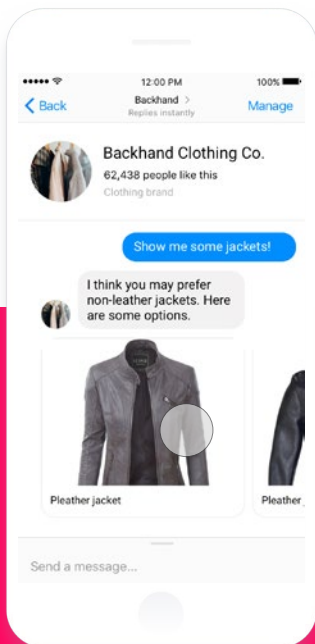 12:00 PM
100%
Back
Backhand >
Manage
Replies instantly
Backhand Clothing Co.
62,438 people like this
Clothing brand
Show me some jackets!
I think you may prefer
non-leather jackets. Here
are some options.
Pleather jacket
Pleather
Send a message...